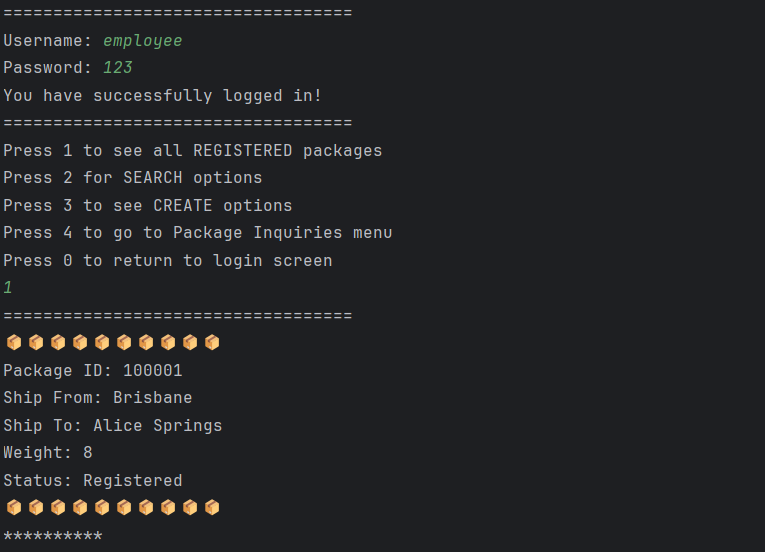 ===================================
Username: employee
Password: 123
You have successfully logged in!
===================================
Press 1 to see all REGISTERED packages
Press 2 for SEARCH options
Press 3 to see CREATE options
Press 4 to go to Package Inquiries menu
Press 0 to return to login screen
1
===================================
📦📦📦📦📦📦📦📦📦📦
Package ID: 100001
Ship From: Brisbane
Ship To: Alice Springs
Weight: 8
Status: Registered
📦📦📦📦📦📦📦📦📦📦
**********